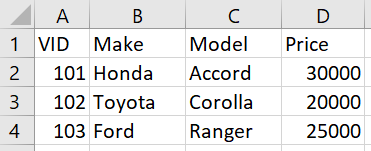 A B C D
1 VID Make Model Price
2 101 Honda Accord 30000
3 102 Toyota Corolla 20000
4 103 Ford Ranger 25000